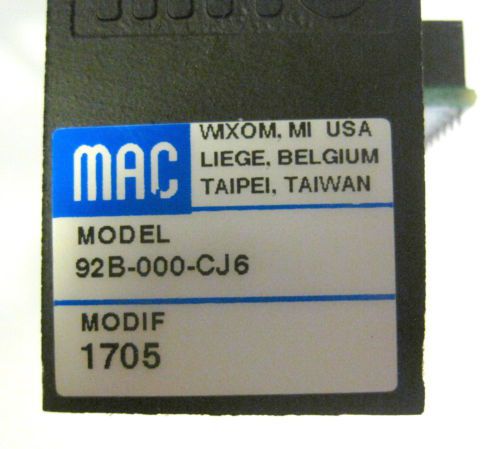 MAC
WIXOM, MI USA
LIEGE, BELGIUM
TAIPEI, TAIWAN
MODEL
92B-000-CJ6
MODIF
1705